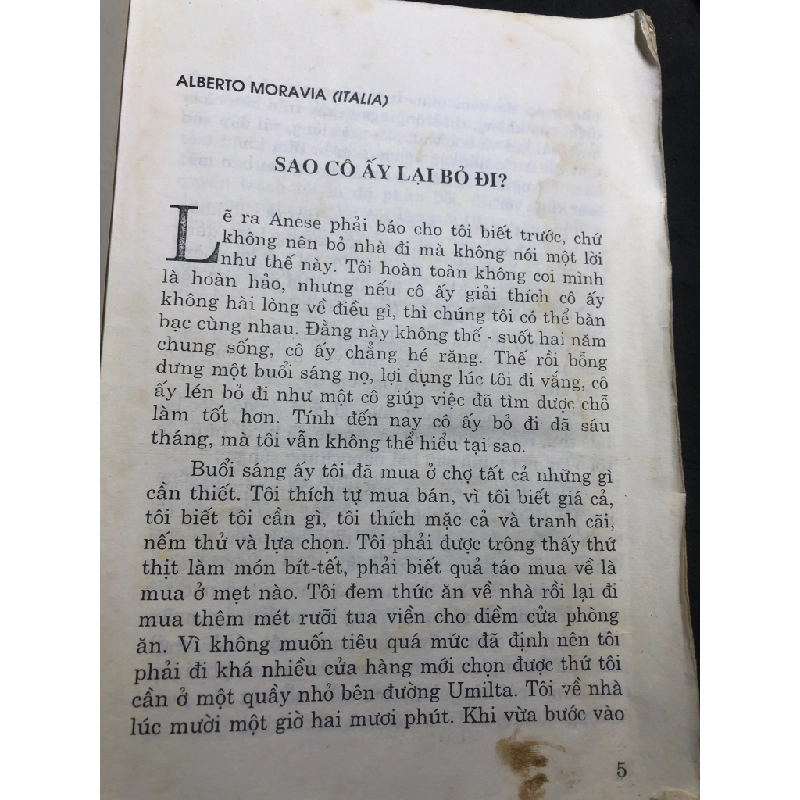 ALBERTO MORAVIA (ITALIA)
SAO CÔ ẤY LẠI BỎ ĐI?
Lẽ ra Anese phải báo cho tôi biết trước, chứ
không nên bỏ nhà đi mà không nói một lời
như thế này. Tôi hoàn toàn không coi mình
là hoàn hảo, nhưng nếu cô ấy giải thích cô ấy
không hài lòng về điều gì, thì chúng tôi có thể bàn
bạc cùng nhau. Đằng này không thế - suốt hai năm
chung sống, cô ấy chẳng hé răng. Thế rồi bỗng
dưng một buổi sáng nọ, lợi dụng lúc tôi đi vắng, cô
ấy lén bỏ đi như một cô giúp việc đã tìm được chỗ
làm tốt hơn. Tính đến nay cô ấy bỏ đi đã sáu
tháng, mà tôi vẫn không thể hiểu tại sao.
Buổi sáng ấy tôi đã mua ở chợ tất cả những gì
cần thiết. Tôi thích tự mua bán, vì tôi biết giá cả,
tôi biết tôi cần gì, tôi thích mặc cả và tranh cãi,
nếm thử và lựa chọn. Tôi phải được trông thấy thứ
thịt làm món bít-tết, phải biết quả táo mua về là
mua ở mẹt nào. Tôi đem thức ăn về nhà rồi lại đi
mua thêm mét rưỡi tua viền cho diềm cửa phòng
ăn. Vì không muốn tiêu quá mức đã định nên tôi
phải đi khá nhiều cửa hàng mới chọn được thứ tôi
cần ở một quầy nhỏ bên đường Umilta. Tôi về nhà
lúc mười một giờ hai mươi phút. Khi vừa bước vào
5